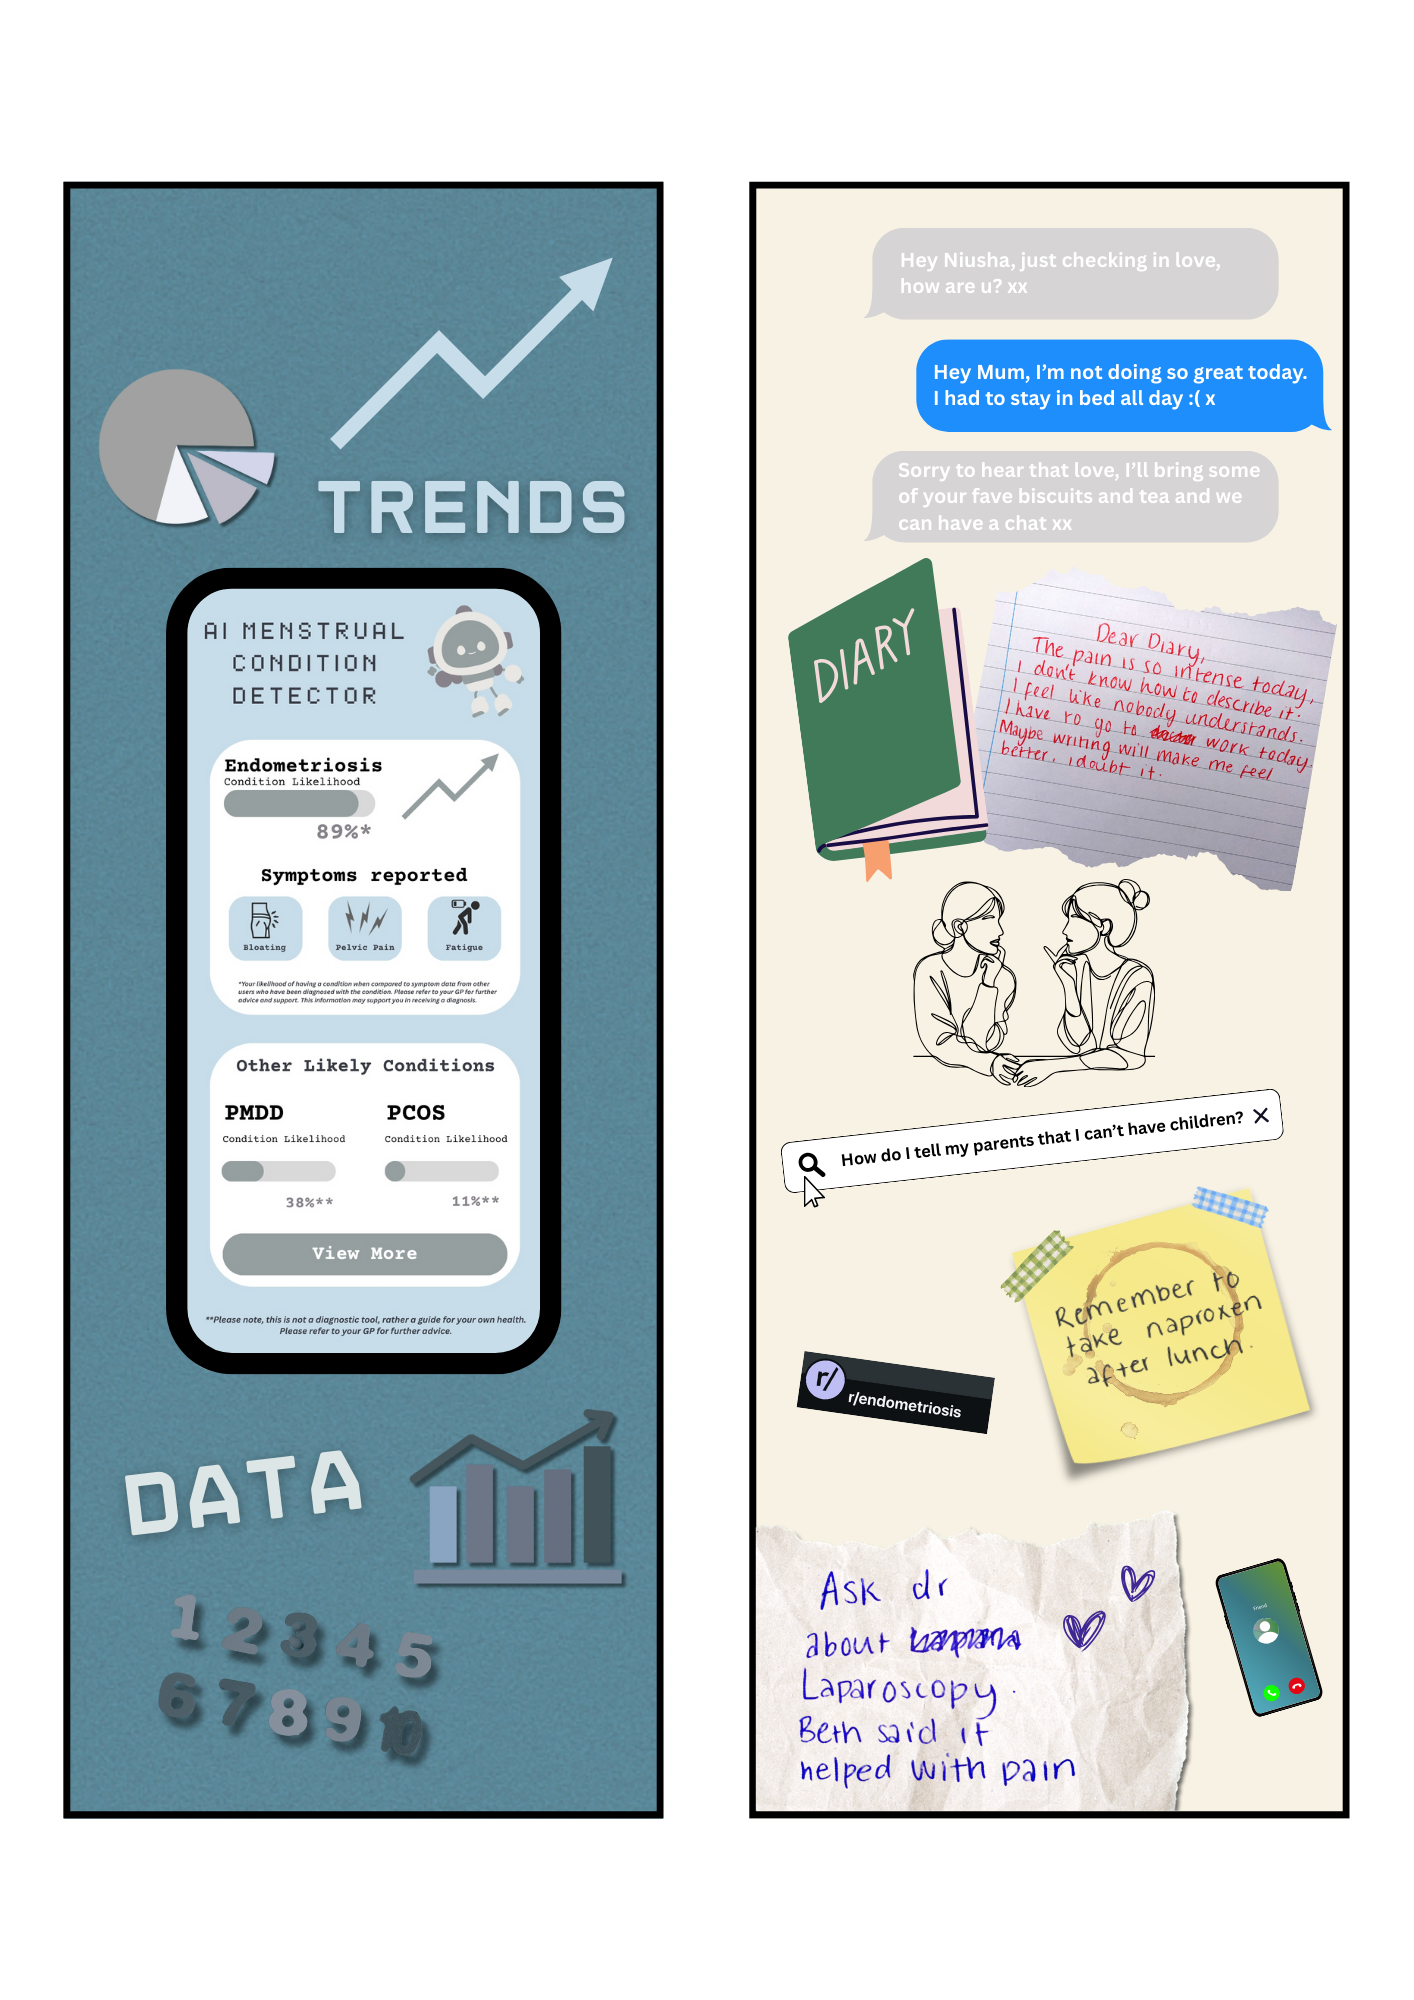 TRENDS
AI MENSTRUAL
CONDITION
DETECTOR
Endometriosis
Condition Likelihood
89%*
Symptoms reported
Bloating
Pelvic Pain
Fatigue
*Your likelihood of having a condition when compared to symptom data from other
users who have been diagnosed with the condition. Please refer to your GP for further
advice and support. This information may support you in receiving a diagnosis.
Other Likely Conditions
PMDD
Condition Likelihood
38%**
PCOS
Condition Likelihood
11%**
View More
**Please note, this is not a diagnostic tool, rather a guide for your own health.
Please refer to your GP for further advice.
DATA
1 2 3 4 5
6 7 8 9 10
Hey Niusha, just checking in love,
how are u? xx
Hey Mum, I'm not doing so great today.
I had to stay in bed all day :( x
Sorry to hear that love, I'll bring some
of your fave biscuits and tea and we
can have a chat xx
DIARY
Dear Diary,
The pain is so intense today,
I don't know how to describe it.
I feel like nobody understands.
I have to go to work today.
Maybe writing will make me feel
better, I doubt it.
How do I tell my parents that I can't have children?
Remember to
take naproxen
after lunch.
r/
r/endometriosis
Ask dr
about
Laparoscopy.
Beth said it
helped with pain
Friend